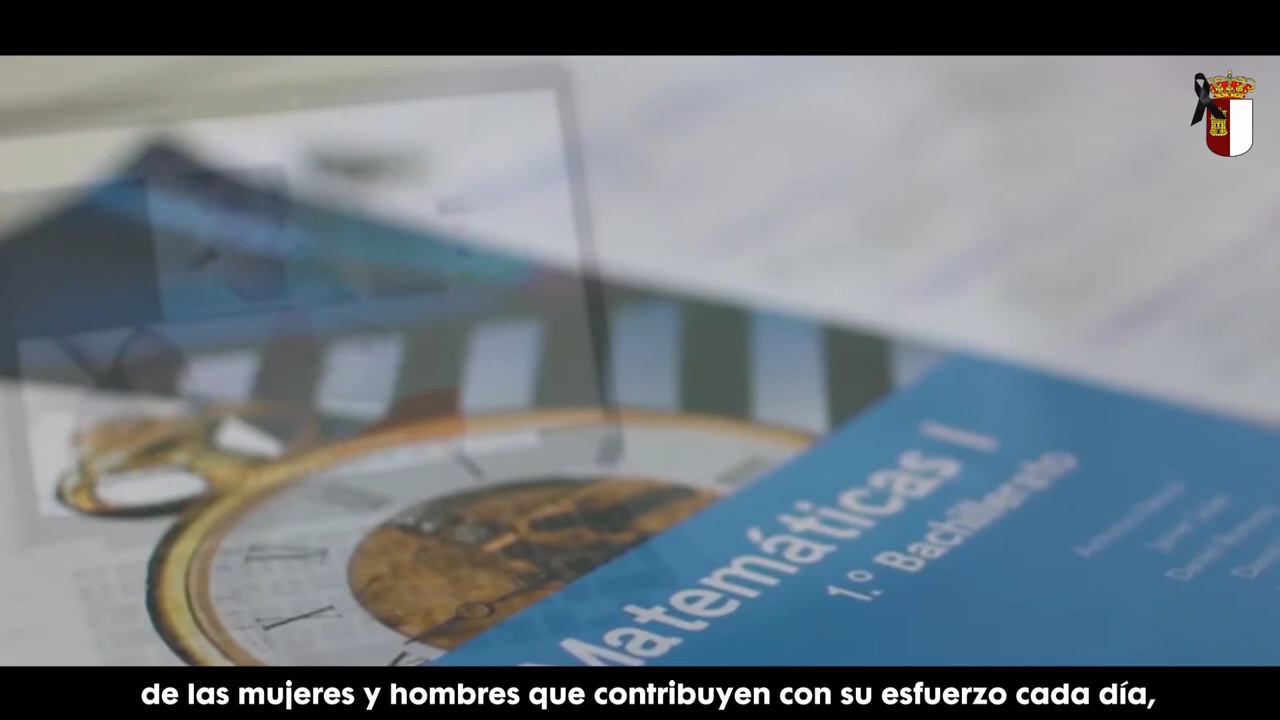 Matemáticas I
1.º Bachillerato
de las mujeres y hombres que contribuyen con su esfuerzo cada día,